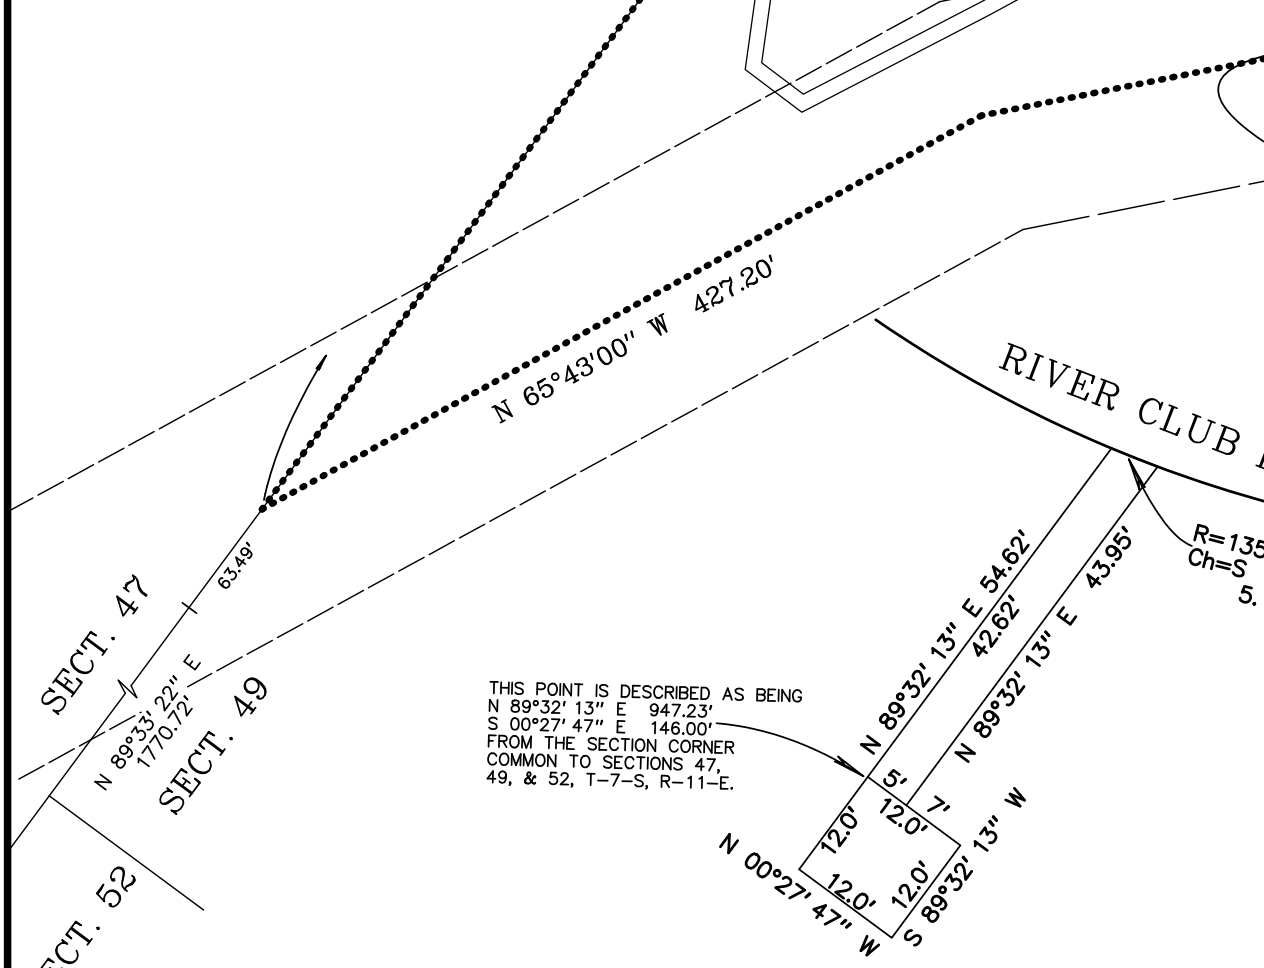 N 65°43'00" W 427.20'
RIVER CLUB
63.49'
SECT. 47
N 89°33' 22" E
1770.72'
SECT. 49
SECT. 52
R=135
Ch=S
5.
N 89°32' 13" E 54.62'
42.62'
N 89°32' 13" E 43.95'
THIS POINT IS DESCRIBED AS BEING
N 89°32' 13" E 947.23'
S 00°27' 47" E 146.00'
FROM THE SECTION CORNER
COMMON TO SECTIONS 47,
49, & 52, T-7-S, R-11-E.
5'
7'
12.0'
12.0'
12.0'
12.0'
N 00°27' 47" W
S 89°32' 13" W